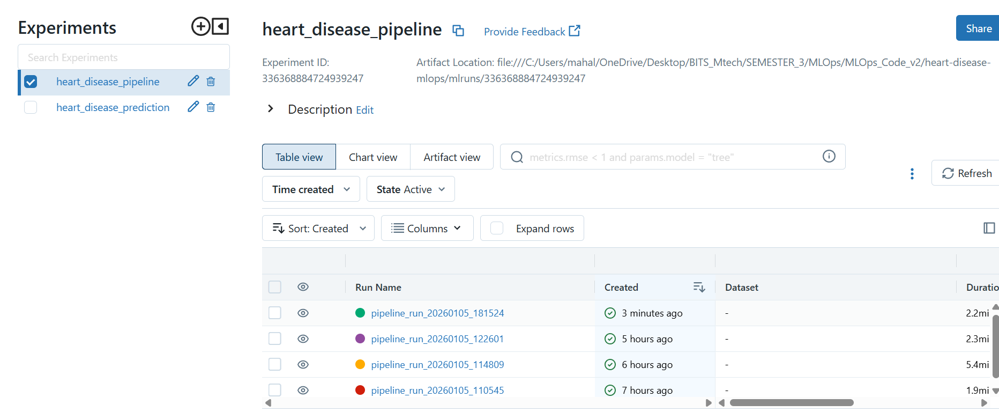 Experiments
Search Experiments
heart_disease_pipeline
heart_disease_prediction
heart_disease_pipeline
Provide Feedback
Share
Experiment ID:
336368884724939247
Artifact Location: file:///C:/Users/mahal/OneDrive/Desktop/BITS_Mtech/SEMESTER_3/MLOps/MLOps_Code_v2/heart-disease-
mlops/mlruns/336368884724939247
Description Edit
Table view Chart view Artifact view metrics.rmse < 1 and params.model = "tree"
Refresh
Time created State Active
Sort: Created Columns Expand rows
Run Name Created Dataset Duratio
pipeline_run_20260105_181524 3 minutes ago - 2.2mi
pipeline_run_20260105_122601 5 hours ago - 2.3mi
pipeline_run_20260105_114809 6 hours ago - 5.4mi
pipeline_run_20260105_110545 7 hours ago - 1.9mi